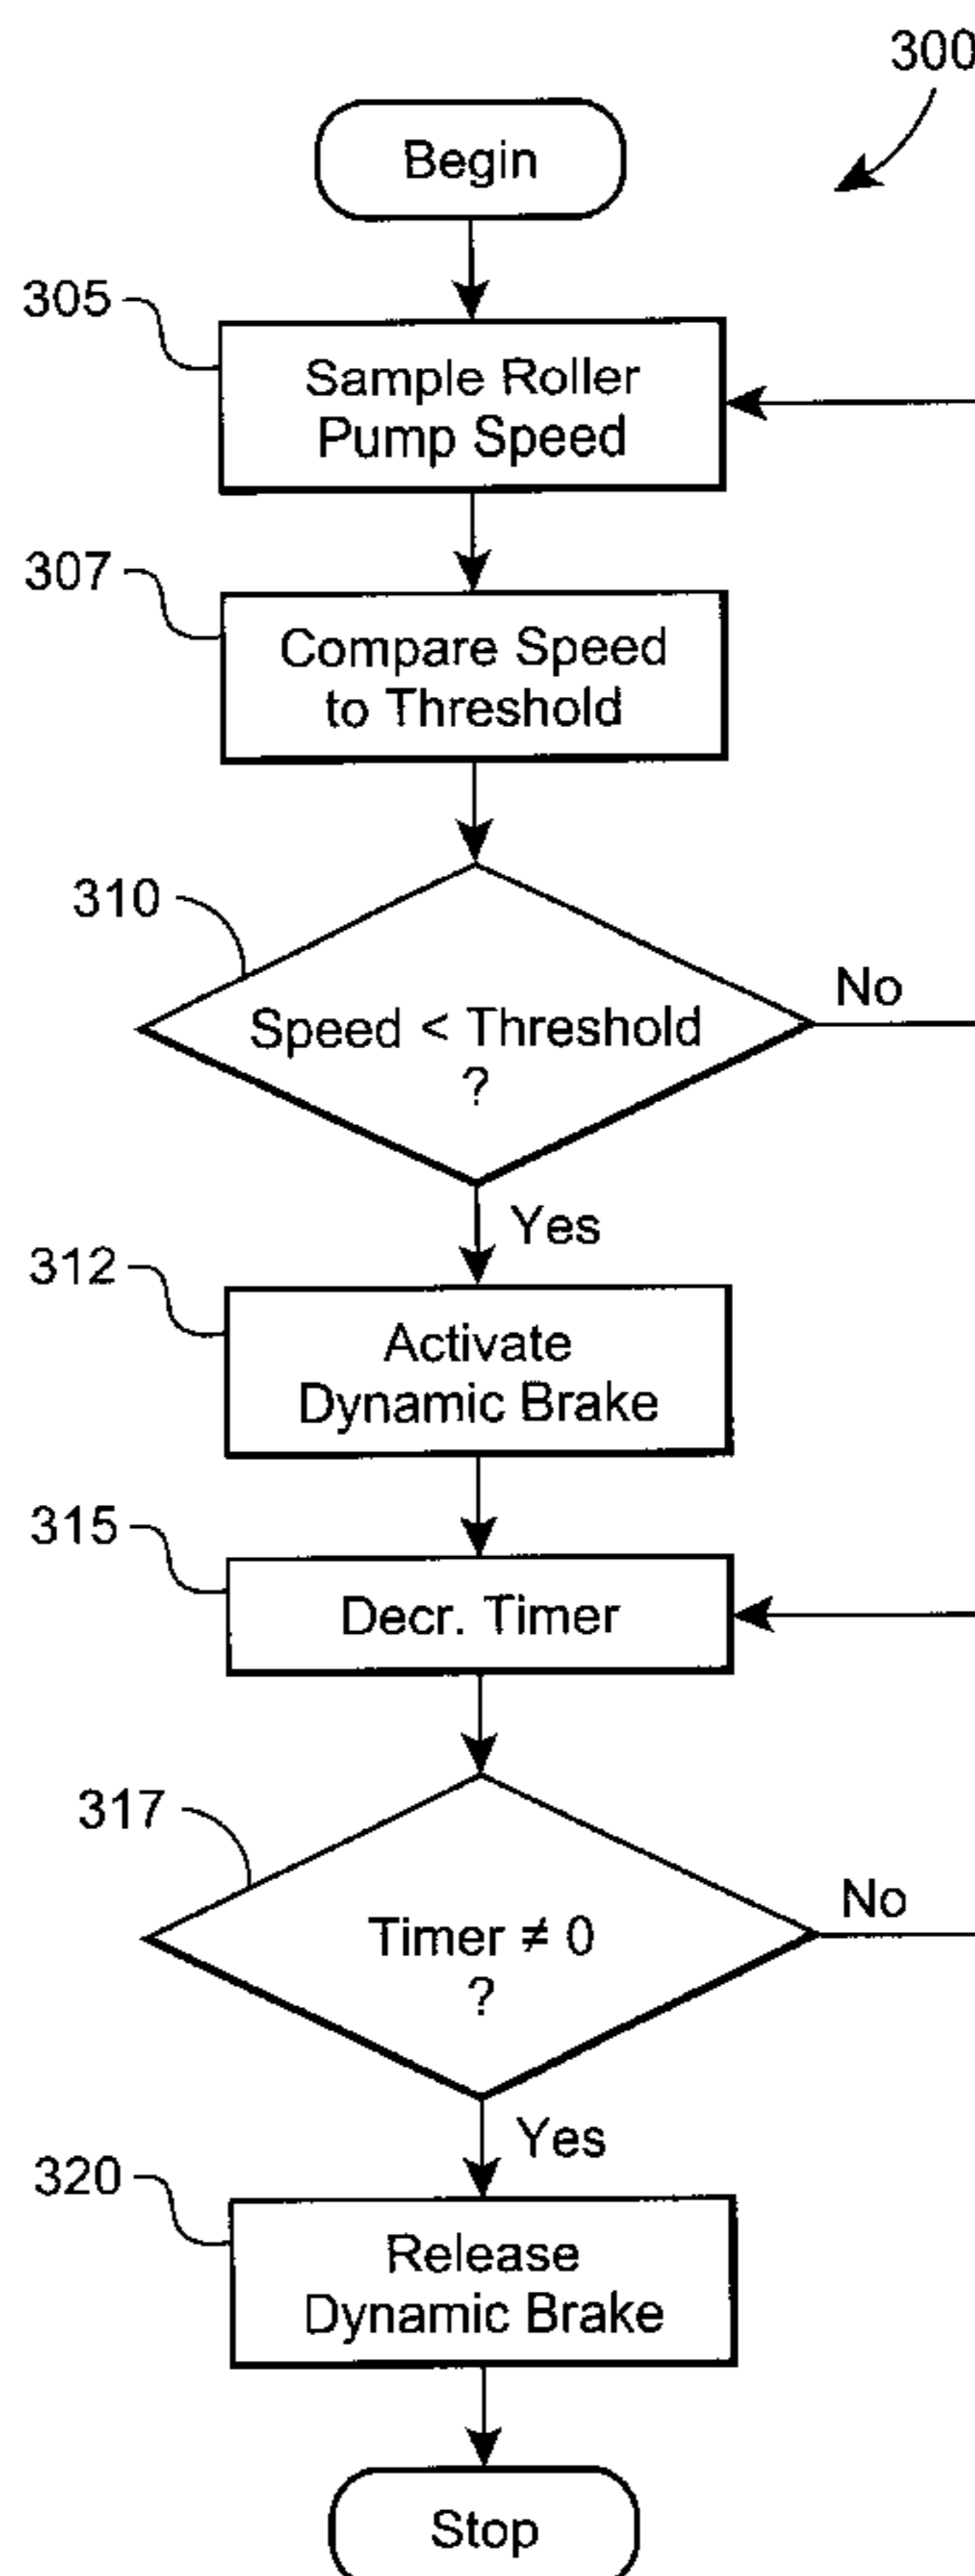 300
Begin
305
Sample Roller
Pump Speed
307
Compare Speed
to Threshold
310
Speed < Threshold
?
No
Yes
312
Activate
Dynamic Brake
315
Decr. Timer
317
Timer ≠ 0
?
No
Yes
320
Release
Dynamic Brake
Stop